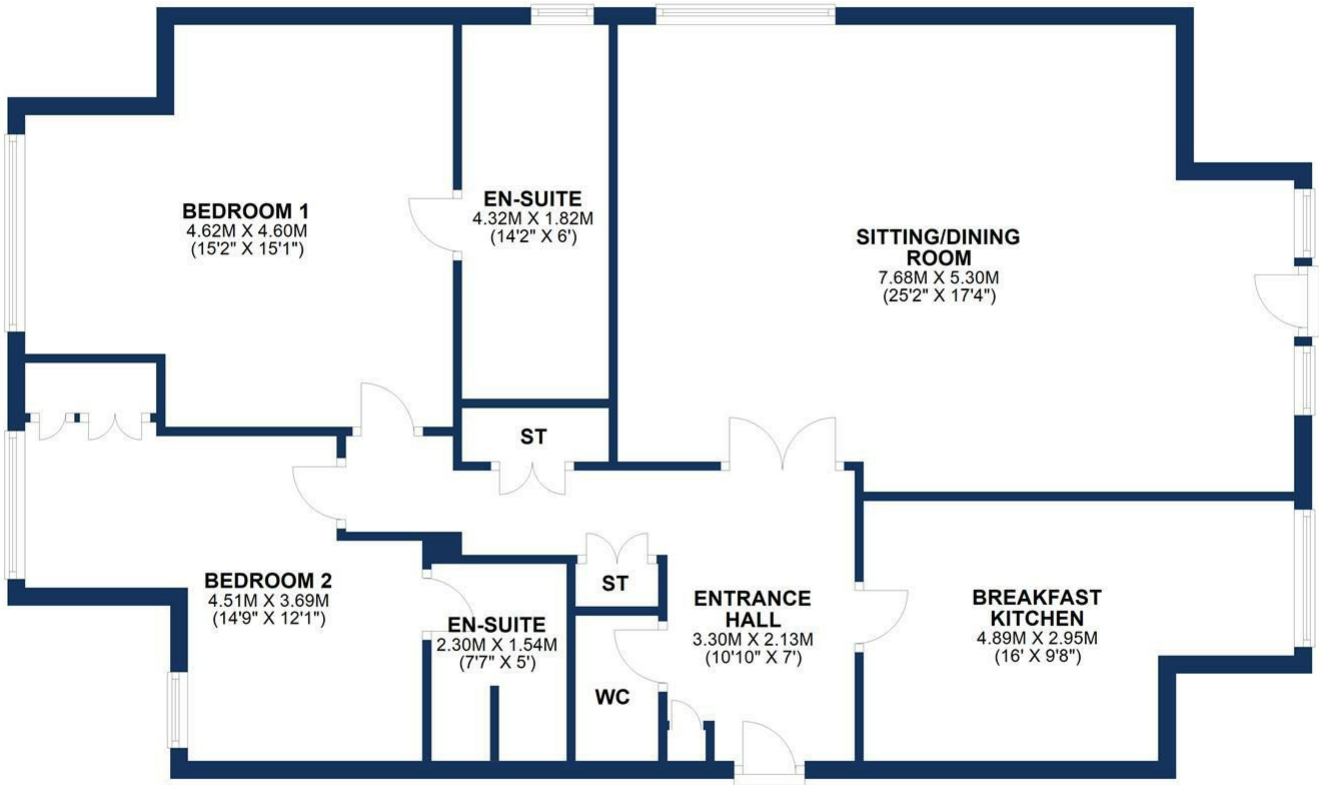 BEDROOM 1
4.62M X 4.60M
(15'2" X 15'1")
EN-SUITE
4.32M X 1.82M
(14'2" X 6')
SITTING/DINING
ROOM
7.68M X 5.30M
(25'2" X 17'4")
ST
BEDROOM 2
4.51M X 3.69M
(14'9" X 12'1")
EN-SUITE
2.30M X 1.54M
(7'7" X 5')
ST
WC
ENTRANCE
HALL
3.30M X 2.13M
(10'10" X 7')
BREAKFAST
KITCHEN
4.89M X 2.95M
(16' X 9'8")